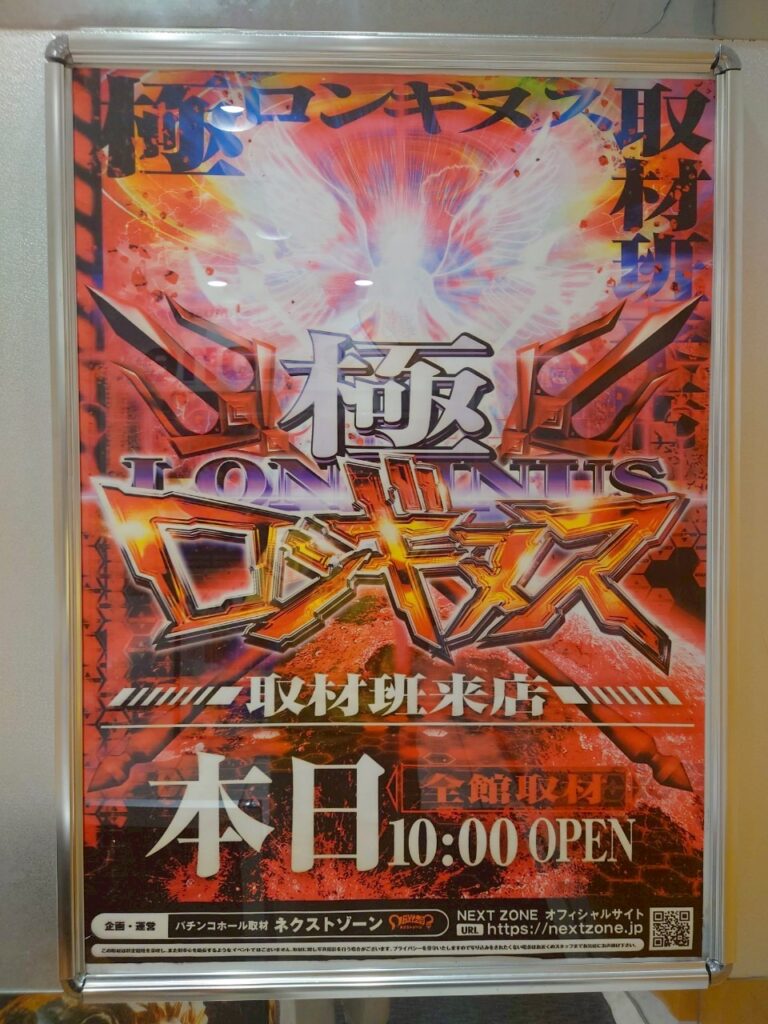 極ロンギヌス取材班
極
LONGINUS
ロンギヌス
取材班来店
本日
全館取材
10:00 OPEN
企画・運営
パチンコホール取材 ネクストゾーン
NEXT ZONE オフィシャルサイト
URL https://nextzone.jp